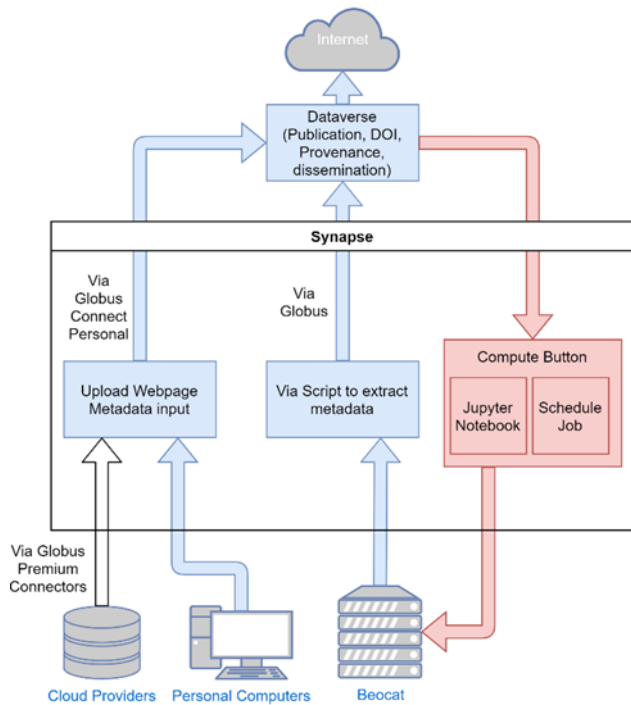 Internet
Dataverse
(Publication, DOI,
Provenance,
dissemination)
Synapse
Via
Globus
Connect
Personal
Via
Globus
Upload Webpage
Metadata input
Via Script to extract
metadata
Compute Button
Jupyter
Notebook
Schedule
Job
Via Globus
Premium
Connectors
Cloud Providers
Personal Computers
Beocat